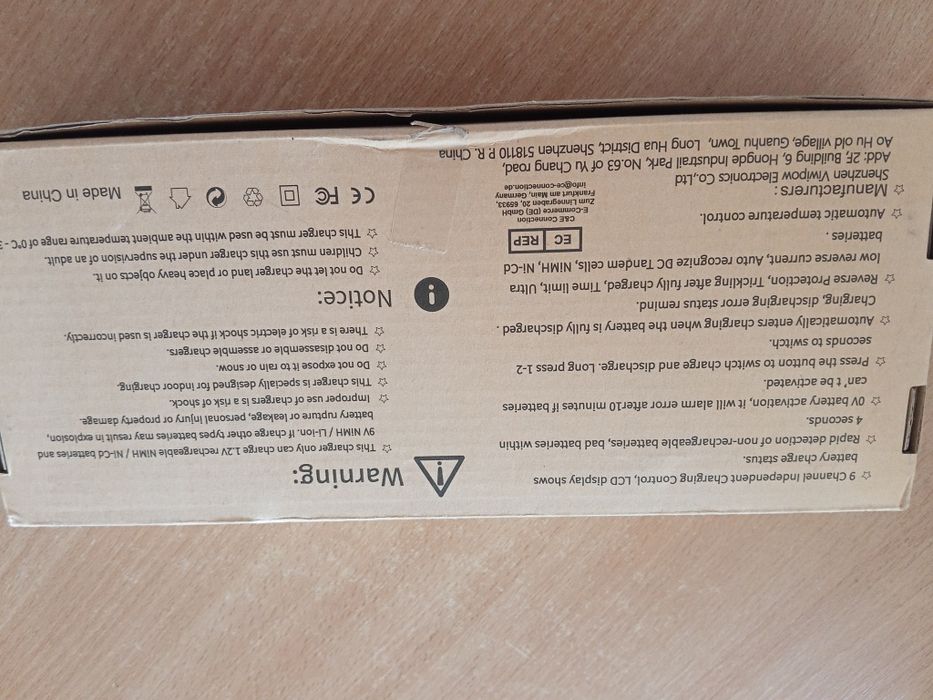 ☆ 9 Channel Independent Charging Control, LCD display shows
battery charge status.
☆ Rapid detection of non-rechargeable batteries, bad batteries within
4 seconds.
☆ 0V battery activation, it will alarm error after10 minutes if batteries
can't be activated.
☆ Press the button to switch charge and discharge. Long press 1-2
seconds to switch.
☆ Automatically enters charging when the battery is fully discharged .
Charging, discharging error status remind.
☆ Reverse Protection, Trickling after fully charged, Time limit, Ultra
low reverse current, Auto recognize DC Tandem cells, NiMH, Ni-Cd
batteries .
☆ Automatic temperature control.
☆ Manufacturers :
Shenzhen Vwipow Electronics Co.,Ltd
Add: 2F, Building 6, Hongde Industrail Park, No.63 of Yu Chang road,
Ao Hu old village, Guanhu Town, Long Hua District, Shenzhen 518110 P. R. China
EC REP
C&E Connection
E-Commerce (DE) GmbH
Zum Linnegraben 20, 65933,
Frankfurt am Main, Germany
info@ce-connection.de
Warning:
☆ This charger only can charge 1.2V rechargeable NiMH / Ni-Cd batteries and
9V NiMH / Li-Ion. If charge other types batteries may result in explosion,
battery rupture or leakage, personal injury or property damage.
☆ Improper use of chargers is a risk of shock.
☆ This charger is specially designed for indoor charging.
☆ Do not expose it to rain or snow.
☆ Do not disassemble or assemble chargers.
☆ There is a risk of electric shock if the charger is used incorrectly.
Notice:
☆ Do not let the charger land or place heavy objects on it.
☆ Children must use this charger under the supervision of an adult.
☆ This charger must be used within the ambient temperature range of 0°C -
CE FC Made in China